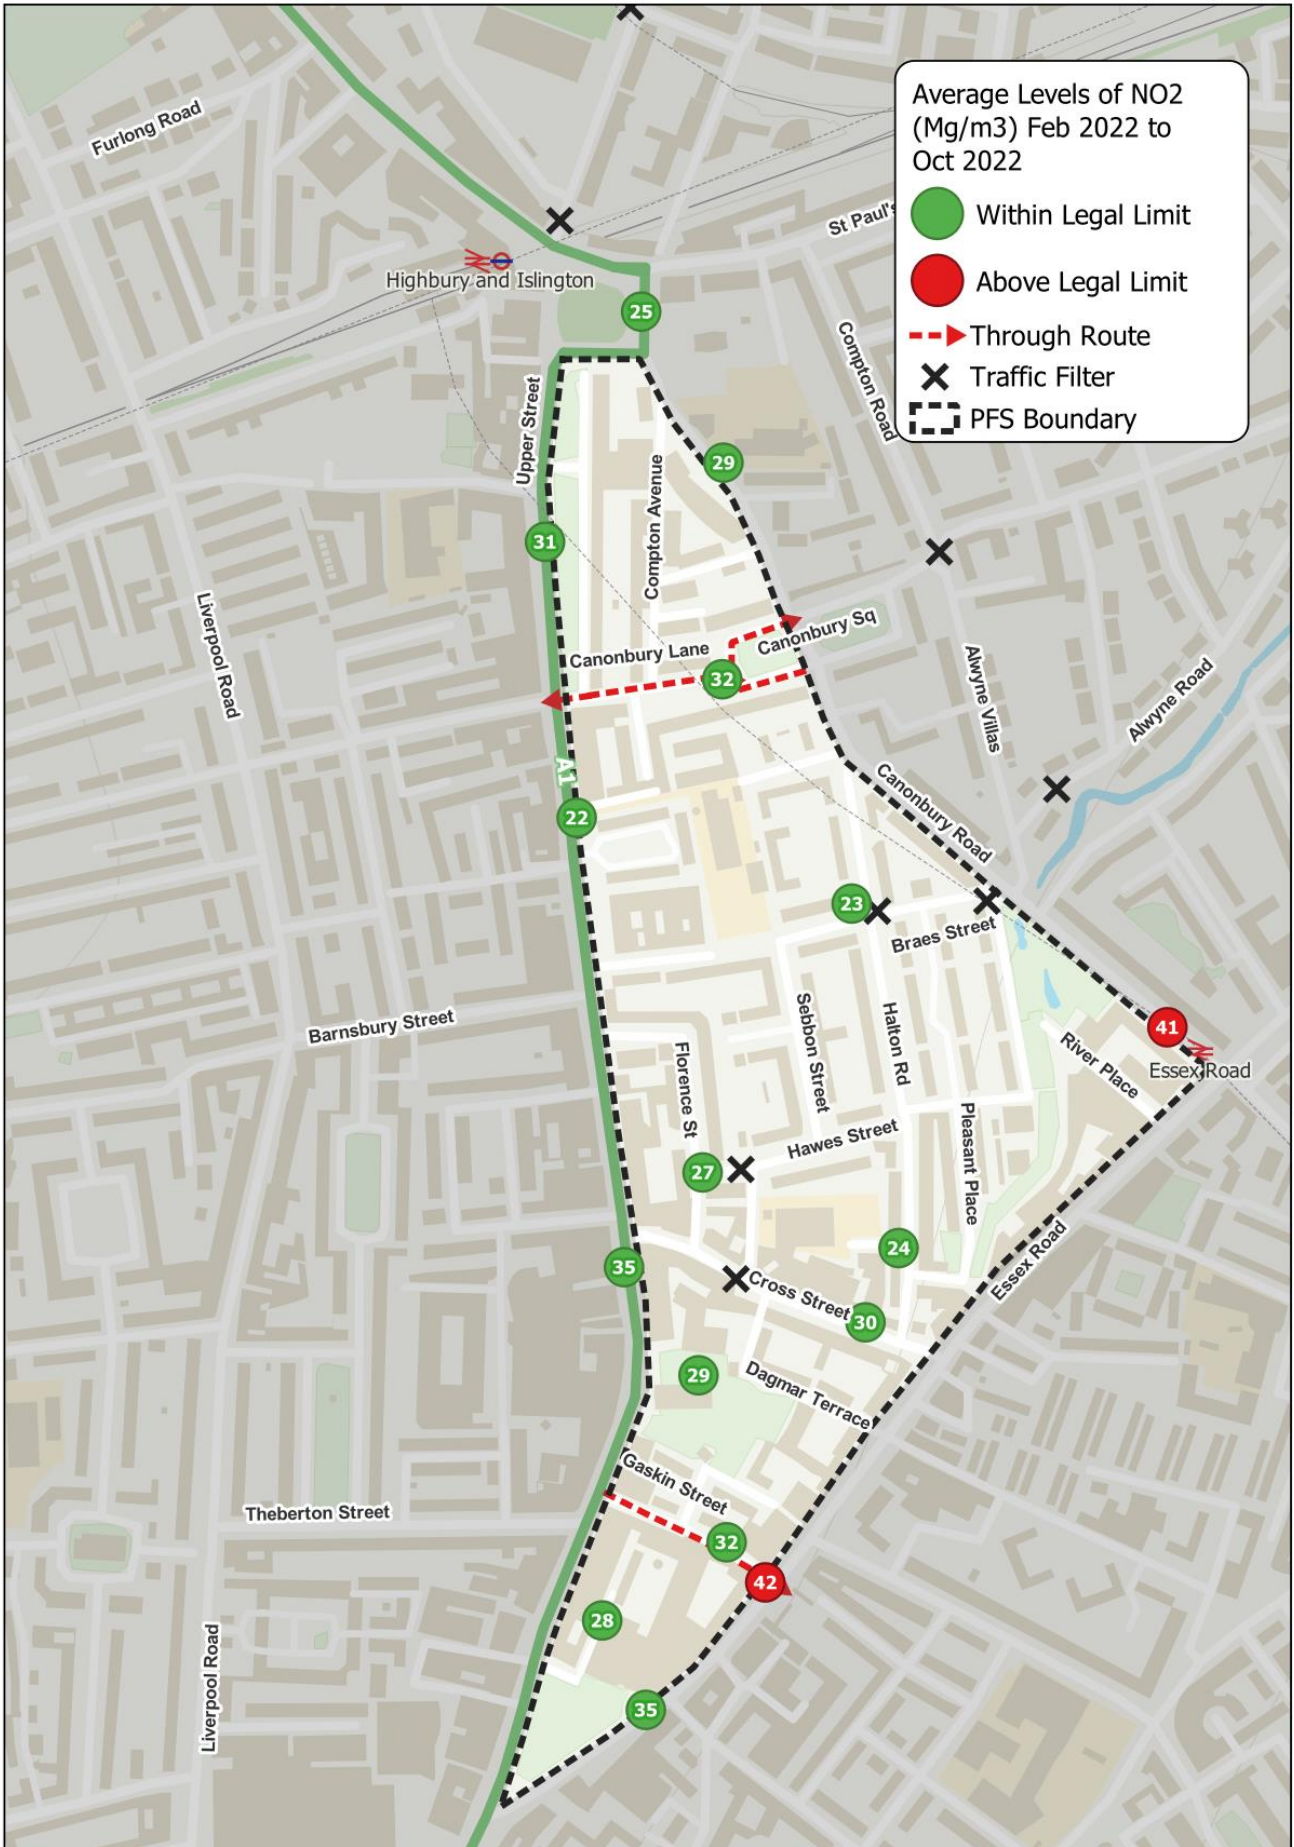 Average Levels of NO2
(Mg/m3) Feb 2022 to
Oct 2022
Within Legal Limit
Above Legal Limit
Through Route
Traffic Filter
PFS Boundary
Furlong Road
St Paul's
Highbury and Islington
25
Compton Road
Upper Street
29
Compton Avenue
31
Liverpool Road
Canonbury Sq
Canonbury Lane
32
Alwyne Villas
Alwyne Road
A1
Canonbury Road
22
23
Braes Street
Barnsbury Street
Sebbon Street
Halton Rd
41
Essex Road
River Place
Florence St
Hawes Street
Pleasant Place
27
24
35
Essex Road
Cross Street
30
29
Dagmar Terrace
Gaskin Street
Theberton Street
32
42
28
Liverpool Road
35